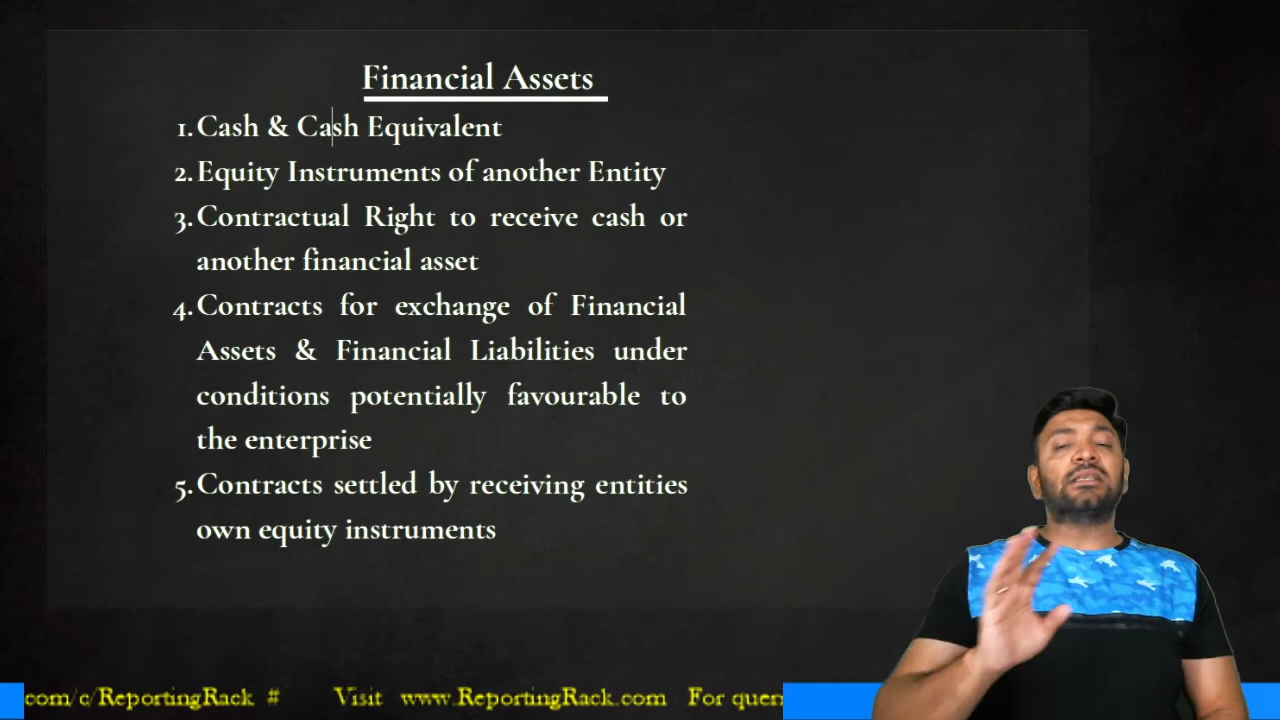 Financial Assets
1. Cash & Cash Equivalent
2. Equity Instruments of another Entity
3. Contractual Right to receive cash or
another financial asset
4. Contracts for exchange of Financial
Assets & Financial Liabilities under
conditions potentially favourable to
the enterprise
5. Contracts settled by receiving entities
own equity instruments
com/c/ReportingRack # Visit www.ReportingRack.com For quer